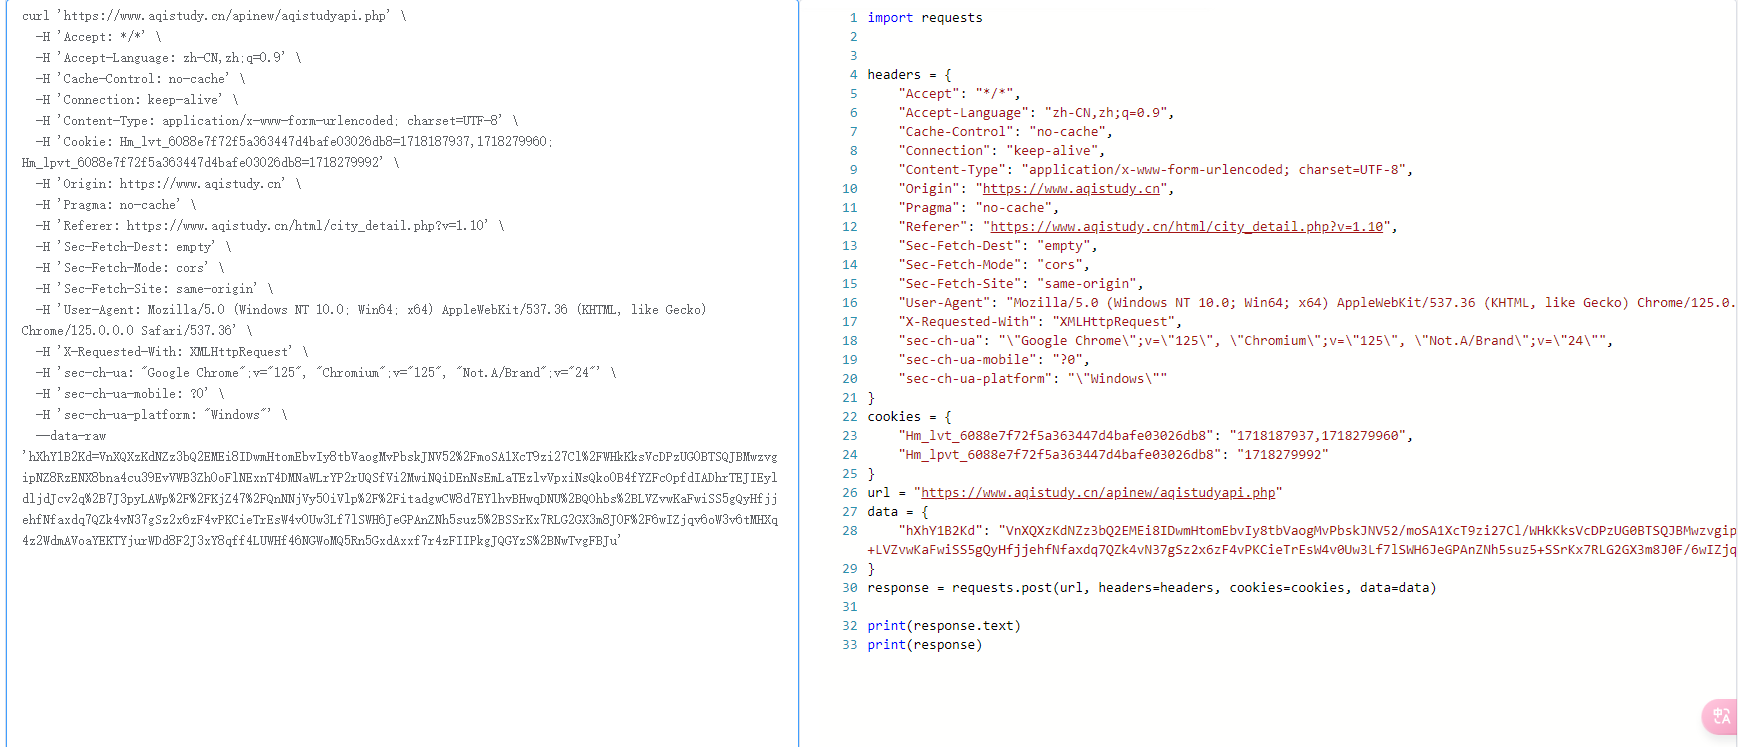 curl 'https://www.aqistudy.cn/apinew/aqistudyapi.php' \
-H 'Accept: */*' \
-H 'Accept-Language: zh-CN,zh;q=0.9' \
-H 'Cache-Control: no-cache' \
-H 'Connection: keep-alive' \
-H 'Content-Type: application/x-www-form-urlencoded; charset=UTF-8' \
-H 'Cookie: Hm_lvt_6088e7f72f5a363447d4bafe03026db8=1718187937,1718279960;
Hm_lpvt_6088e7f72f5a363447d4bafe03026db8=1718279992' \
-H 'Origin: https://www.aqistudy.cn' \
-H 'Pragma: no-cache' \
-H 'Referer: https://www.aqistudy.cn/html/city_detail.php?v=1.10' \
-H 'Sec-Fetch-Dest: empty' \
-H 'Sec-Fetch-Mode: cors' \
-H 'Sec-Fetch-Site: same-origin' \
-H 'User-Agent: Mozilla/5.0 (Windows NT 10.0; Win64; x64) AppleWebKit/537.36 (KHTML, like Gecko)
Chrome/125.0.0.0 Safari/537.36' \
-H 'X-Requested-With: XMLHttpRequest' \
-H 'sec-ch-ua: "Google Chrome";v="125", "Chromium";v="125", "Not.A/Brand";v="24"' \
-H 'sec-ch-ua-mobile: ?0' \
-H 'sec-ch-ua-platform: "Windows"' \
--data-raw
'hXhY1B2Kd=VnXQXzKdNZz3bQ2EMEi8IDwmHtomEbvIy8tbVaogMvPbskJNV52%2FmoSA1XcT9zi27Cl%2FWHkKksVcDPzUG0BTSQJBMwzvg
ipNZ8RzENX8bna4cu39EvVWB3ZhOoFlNExnT4DMNaWLrYP2rUQSfVi2MwiNQiDEnNsEmLaTEzlvVpxiNsQkoOB4fYZFcOpfdIADhrTEJIEyl
dljdJcv2q%2B7J3pyLAWp%2F%2FKjZ47%2FQnNNjVy5OiVlp%2F%2FitadgwCW8d7EYlhvBHwqDNU%2BQOhbs%2BLVZvwKaFwiSS5gQyHfjj
ehfNfaxdq7QZk4vN37gSz2x6zF4vPKCieTrEsW4v0Uw3Lf7lSWH6JeGPAnZNh5suz5%2BSSrKx7RLG2GX3m8J0F%2F6wIZjqv6oW3v6tMHXq
4z2WdmAVoaYEKTYjurWDd8F2J3xY8qff4LUWHf46NGWoMQ5Rn5GxdAxxf7r4zFIIPkgJQGYzS%2BNwTvgFBJu'
1 import requests
2
3
4 headers = {
5 "Accept": "*/*",
6 "Accept-Language": "zh-CN,zh;q=0.9",
7 "Cache-Control": "no-cache",
8 "Connection": "keep-alive",
9 "Content-Type": "application/x-www-form-urlencoded; charset=UTF-8",
10 "Origin": "https://www.aqistudy.cn",
11 "Pragma": "no-cache",
12 "Referer": "https://www.aqistudy.cn/html/city_detail.php?v=1.10",
13 "Sec-Fetch-Dest": "empty",
14 "Sec-Fetch-Mode": "cors",
15 "Sec-Fetch-Site": "same-origin",
16 "User-Agent": "Mozilla/5.0 (Windows NT 10.0; Win64; x64) AppleWebKit/537.36 (KHTML, like Gecko) Chrome/125.0.
17 "X-Requested-With": "XMLHttpRequest",
18 "sec-ch-ua": "\"Google Chrome\";v=\"125\", \"Chromium\";v=\"125\", \"Not.A/Brand\";v=\"24\"",
19 "sec-ch-ua-mobile": "?0",
20 "sec-ch-ua-platform": "\"Windows\""
21 }
22 cookies = {
23 "Hm_lvt_6088e7f72f5a363447d4bafe03026db8": "1718187937,1718279960",
24 "Hm_lpvt_6088e7f72f5a363447d4bafe03026db8": "1718279992"
25 }
26 url = "https://www.aqistudy.cn/apinew/aqistudyapi.php"
27 data = {
28 "hXhY1B2Kd": "VnXQXzKdNZz3bQ2EMEi8IDwmHtomEbvIy8tbVaogMvPbskJNV52/moSA1XcT9zi27Cl/WHkKksVcDPzUG0BTSQJBMwzvgip
+LVZvwKaFwiSS5gQyHfjjehfNfaxdq7QZk4vN37gSz2x6zF4vPKCieTrEsW4v0Uw3Lf7lSWH6JeGPAnZNh5suz5+SSrKx7RLG2GX3m8J0F/6wIZjq
29 }
30 response = requests.post(url, headers=headers, cookies=cookies, data=data)
31
32 print(response.text)
33 print(response)
中A